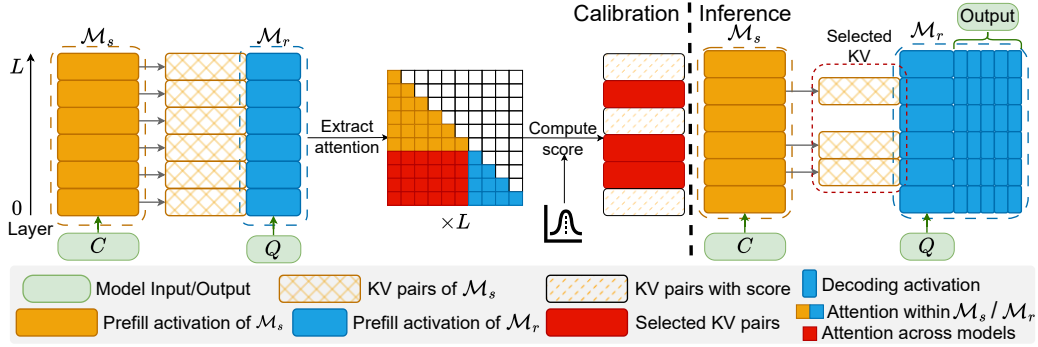 Calibration
Inference
Output
M_s
M_r
M_s
Selected
KV
M_r
L
Extract
attention
Compute
score
0
Layer
×L
C
Q
C
Q
Model Input/Output
KV pairs of M_s
KV pairs with score
Decoding activation
Prefill activation of M_s
Prefill activation of M_r
Selected KV pairs
Attention within M_s / M_r
Attention across models